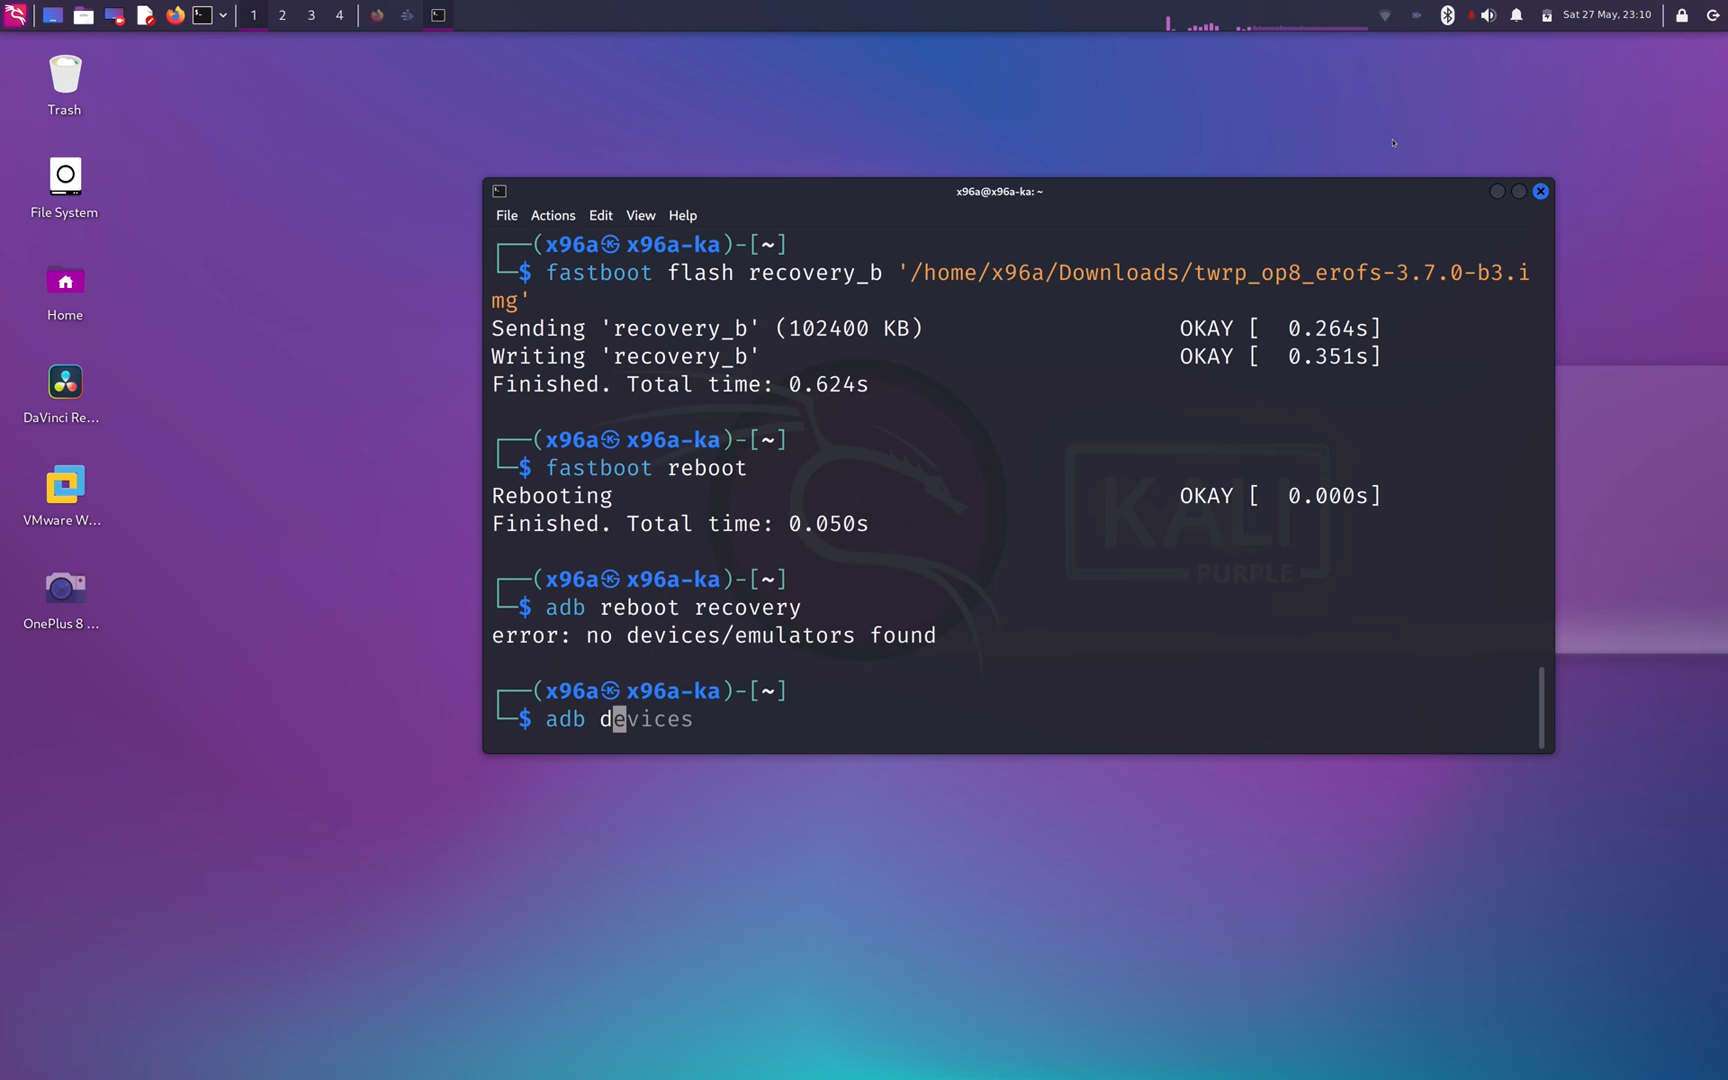 1 2 3 4
Sat 27 May, 23:10
Trash
File System
Home
DaVinci Re...
VMware W...
OnePlus 8 ...
x96a@x96a-ka: ~
File Actions Edit View Help
┌──(x96a㉿x96a-ka)-[~]
└─$ fastboot flash recovery_b '/home/x96a/Downloads/twrp_op8_erofs-3.7.0-b3.i
mg'
Sending 'recovery_b' (102400 KB) OKAY [ 0.264s]
Writing 'recovery_b' OKAY [ 0.351s]
Finished. Total time: 0.624s
┌──(x96a㉿x96a-ka)-[~]
└─$ fastboot reboot
Rebooting OKAY [ 0.000s]
Finished. Total time: 0.050s
┌──(x96a㉿x96a-ka)-[~]
└─$ adb reboot recovery
error: no devices/emulators found
┌──(x96a㉿x96a-ka)-[~]
└─$ adb devices
KALI
PURPLE